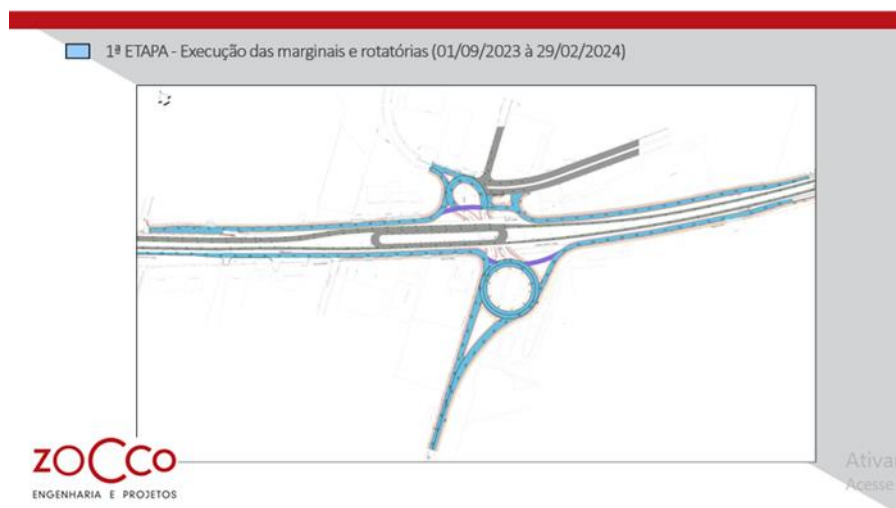 1ª ETAPA - Execução das marginais e rotatórias (01/09/2023 à 29/02/2024)
ZOCCO
ENGENHARIA E PROJETOS
Ativar
Acesse